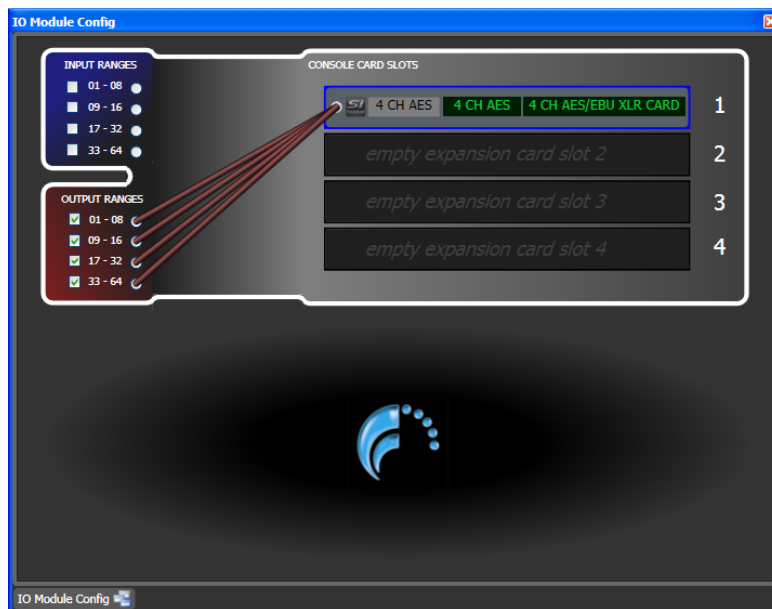 IO Module Config
INPUT RANGES
01 - 08
09 - 16
17 - 32
33 - 64
OUTPUT RANGES
01 - 08
09 - 16
17 - 32
33 - 64
CONSOLE CARD SLOTS
SI 4 CH AES 4 CH AES 4 CH AES/EBU XLR CARD 1
empty expansion card slot 2 2
empty expansion card slot 3 3
empty expansion card slot 4 4
IO Module Config